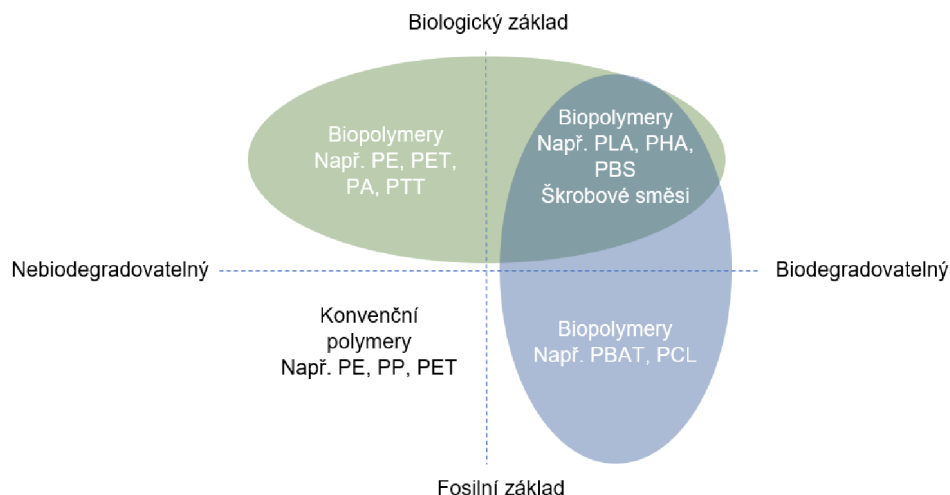 Biologický základ
Biopolymery
Např. PE, PET,
PA, PTT
Biopolymery
Např. PLA, PHA,
PBS
Škrobové směsi
Nebiodegradovatelný
Biodegradovatelný
Konvenční
polymery
Např. PE, PP, PET
Biopolymery
Např. PBAT, PCL
Fosilní základ